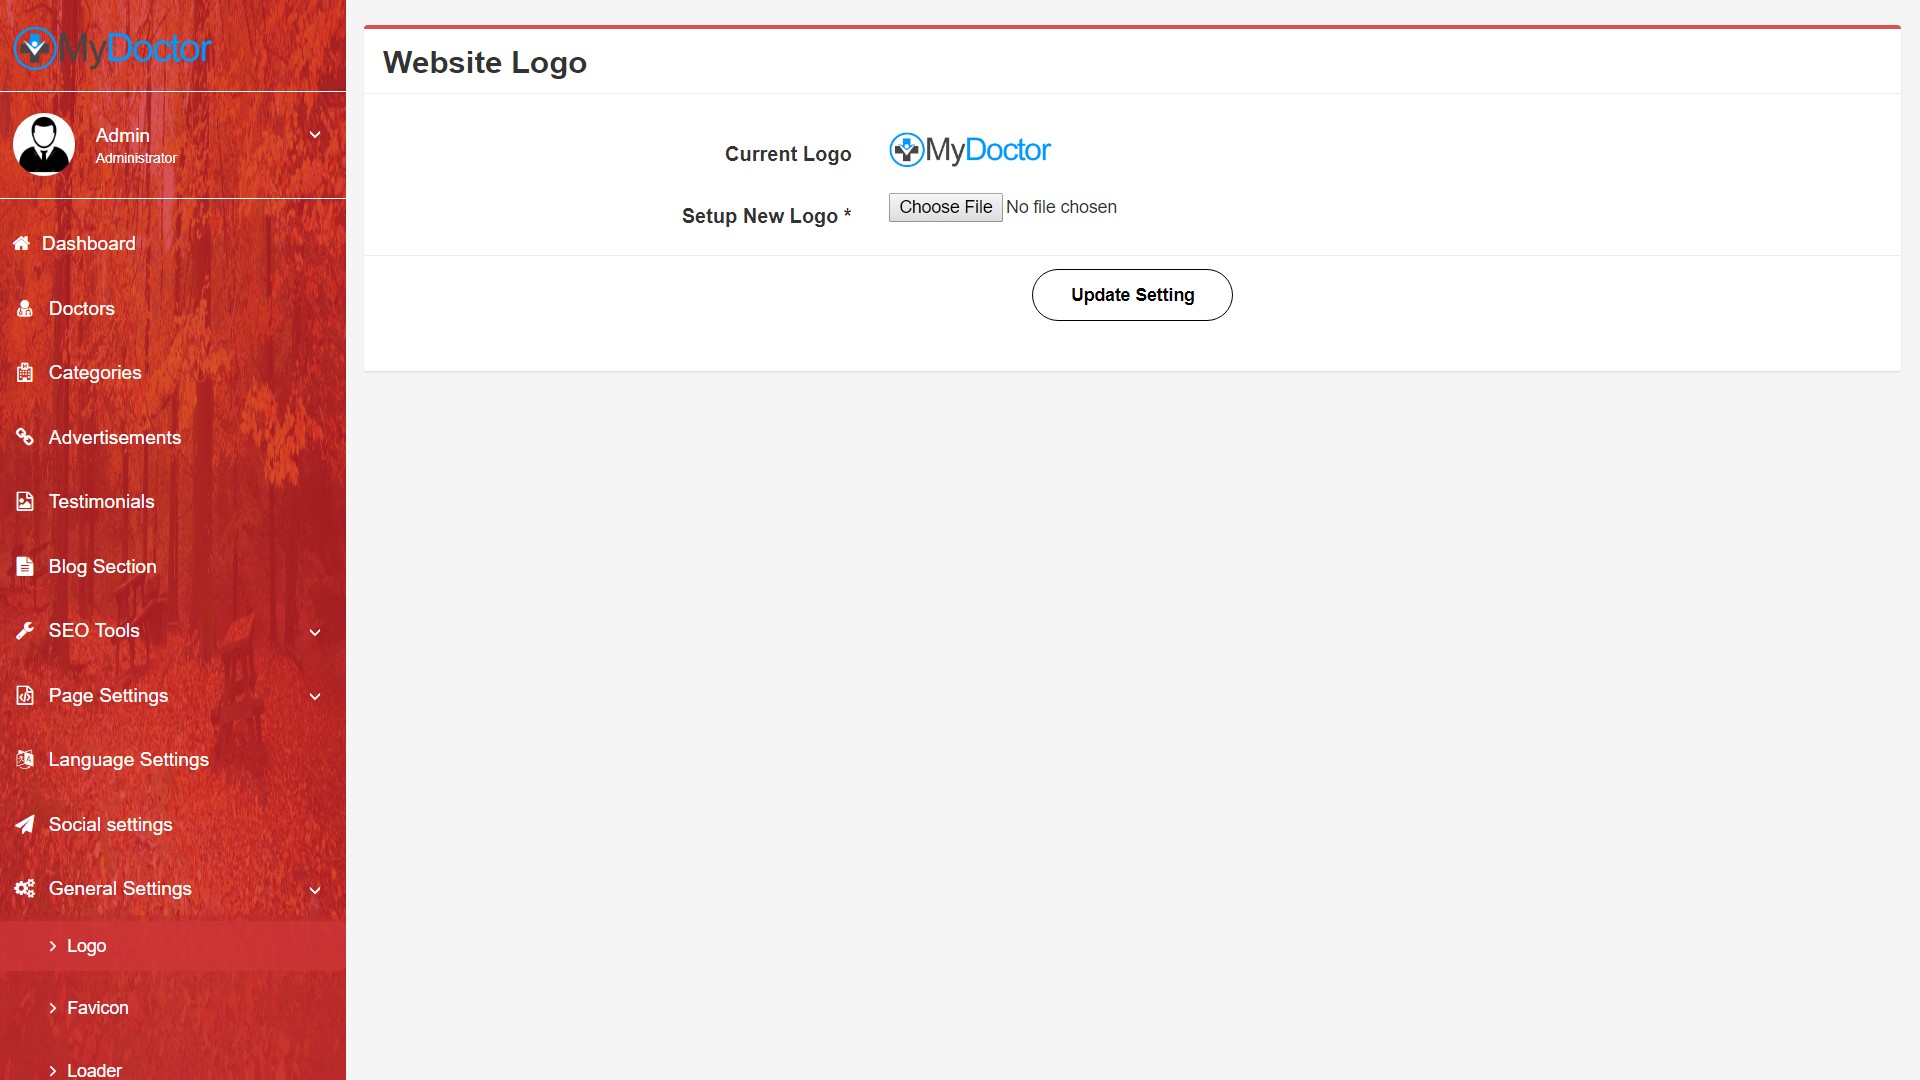 MyDoctor
Admin
Administrator
Dashboard
Doctors
Categories
Advertisements
Testimonials
Blog Section
SEO Tools
Page Settings
Language Settings
Social settings
General Settings
Logo
Favicon
Loader
Website Logo
Current Logo MyDoctor
Setup New Logo * Choose File No file chosen
Update Setting